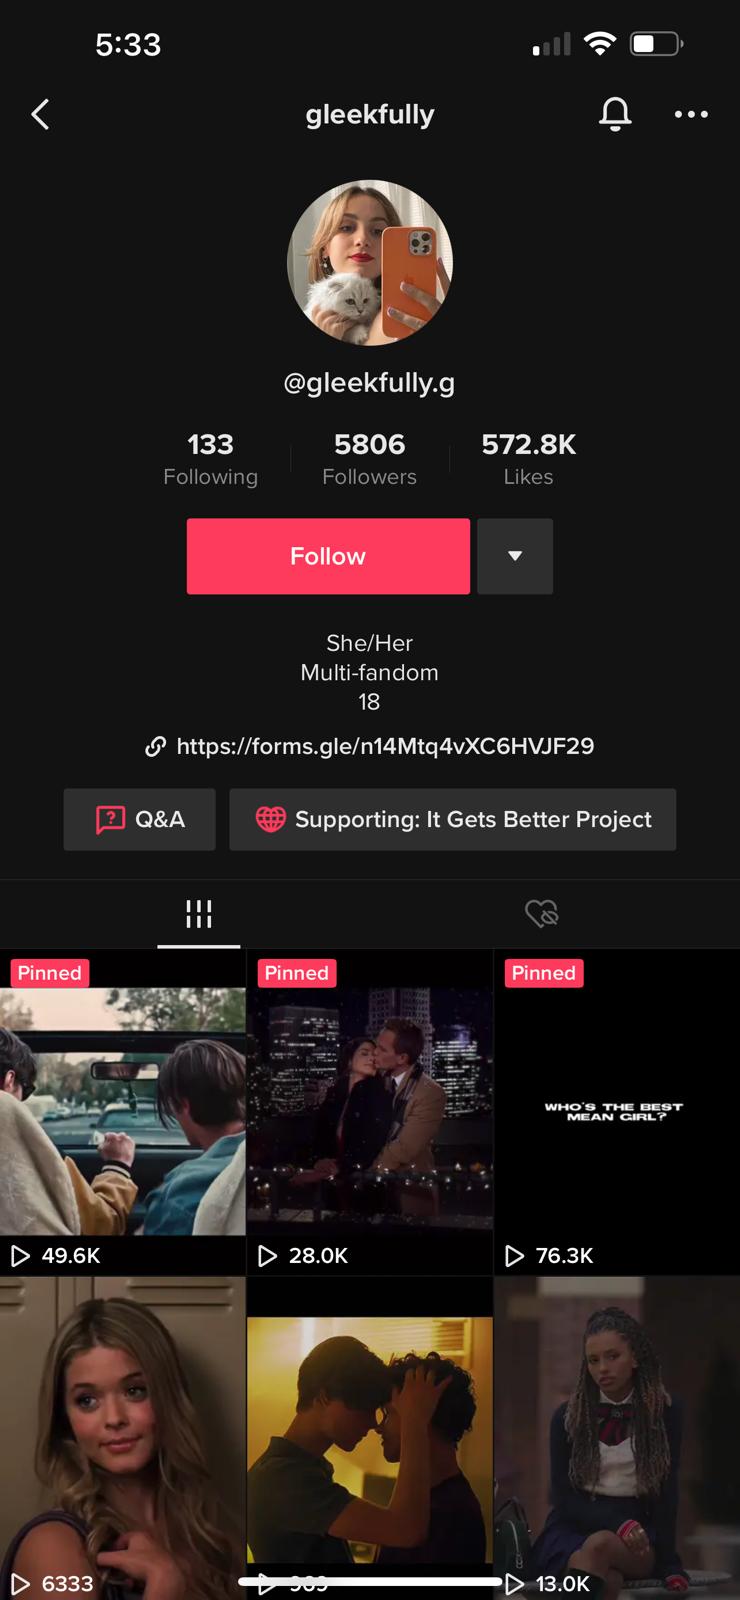 5:33
gleekfully
@gleekfully.g
133 5806 572.8K
Following Followers Likes
Follow
She/Her
Multi-fandom
18
https://forms.gle/n14Mtq4vXC6HVJF29
Q&A Supporting: It Gets Better Project
Pinned Pinned Pinned
WHO'S THE BEST
MEAN GIRL?
49.6K 28.0K 76.3K
6333 13.0K